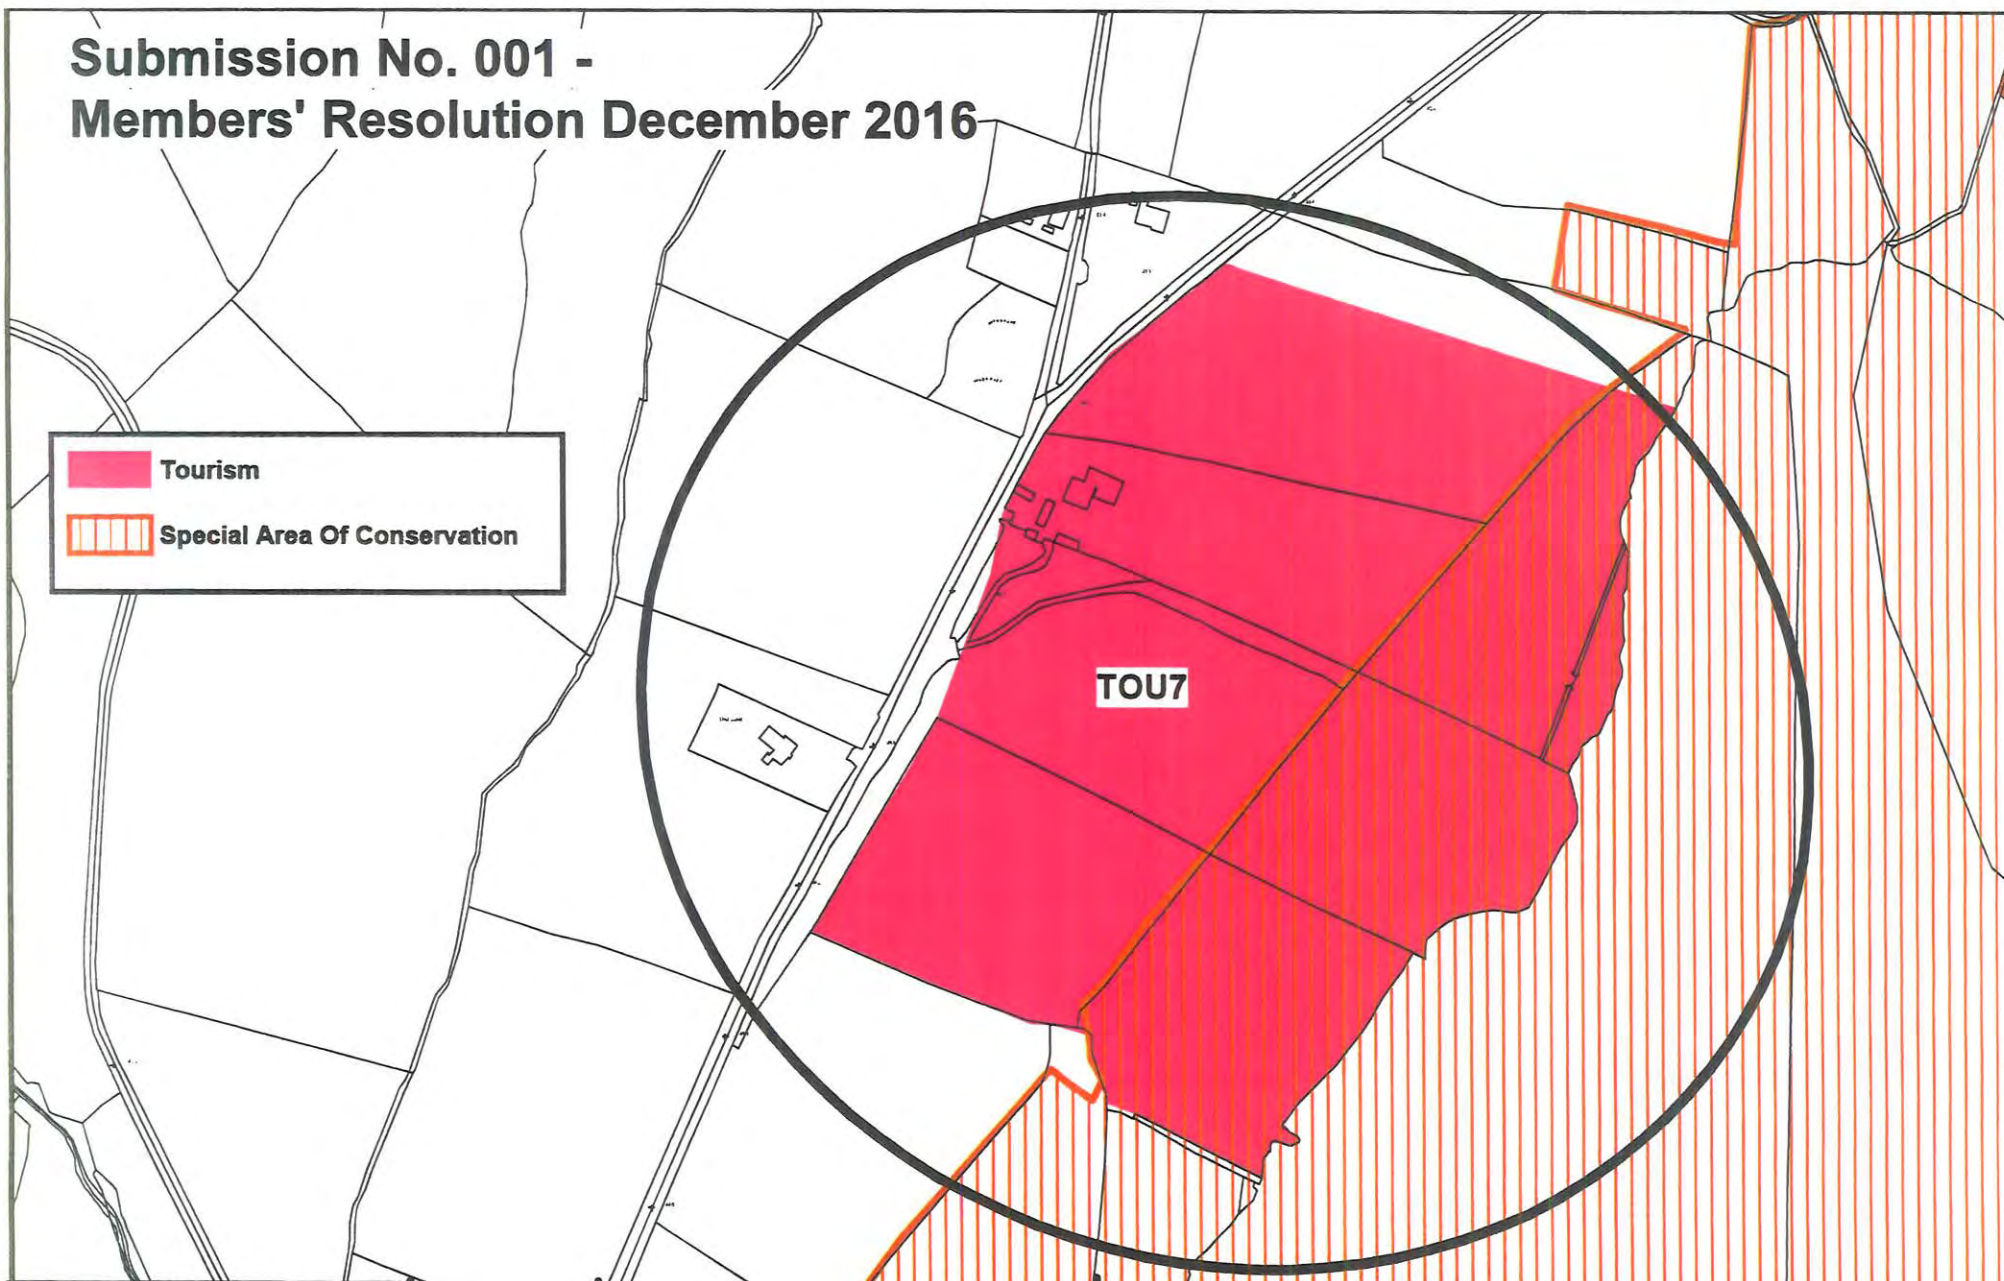 Submission No. 001 -
Members' Resolution December 2016
Tourism
Special Area Of Conservation
TOU7